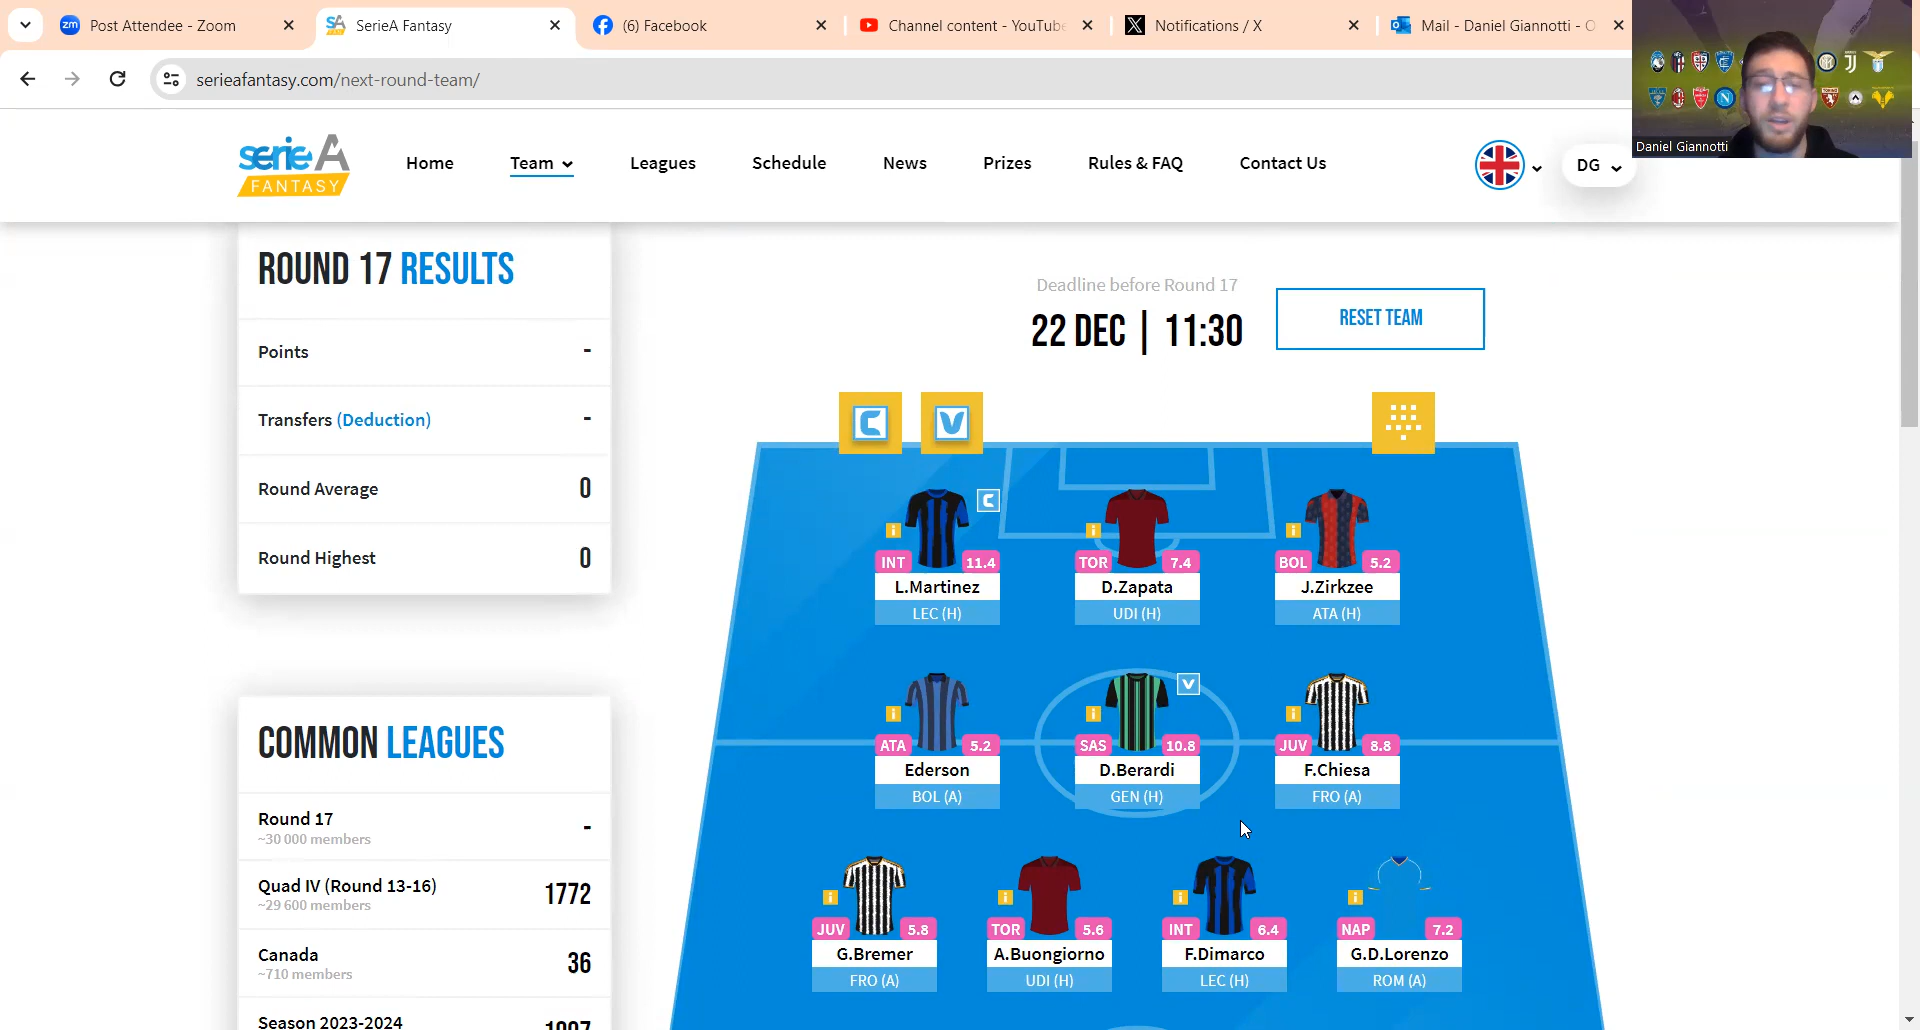 zm Post Attendee - Zoom
SA SerieA Fantasy
(6) Facebook
Channel content - YouTube
Notifications / X
Mail - Daniel Giannotti - O
serieafantasy.com/next-round-team/
Daniel Giannotti
serie A
FANTASY
Home
Team
Leagues
Schedule
News
Prizes
Rules & FAQ
Contact Us
DG
ROUND 17 RESULTS
Points -
Transfers (Deduction) -
Round Average 0
Round Highest 0
COMMON LEAGUES
Round 17 -
~30 000 members
Quad IV (Round 13-16) 1772
~29 600 members
Canada 36
~710 members
Season 2023-2024
Deadline before Round 17
22 DEC | 11:30
RESET TEAM
C V
C
INT 11.4
L.Martinez
LEC (H)
TOR 7.4
D.Zapata
UDI (H)
BOL 5.2
J.Zirkzee
ATA (H)
ATA 5.2
Ederson
BOL (A)
V
SAS 10.8
D.Berardi
GEN (H)
JUV 8.8
F.Chiesa
FRO (A)
JUV 5.8
G.Bremer
FRO (A)
TOR 5.6
A.Buongiorno
UDI (H)
INT 6.4
F.Dimarco
LEC (H)
NAP 7.2
G.D.Lorenzo
ROM (A)